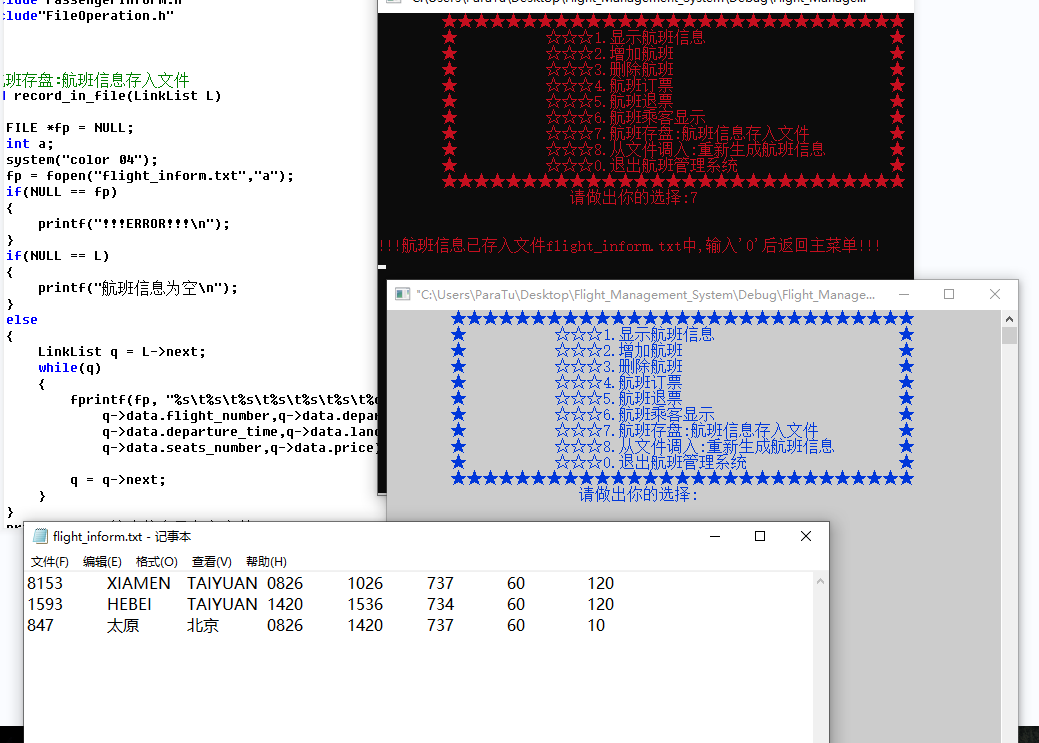 clude"PassengerInform.h"
clude"FileOperation.h"
班存盘:航班信息存入文件
record_in_file(LinkList L)
FILE *fp = NULL;
int a;
system("color 04");
fp = fopen("flight_inform.txt","a");
if(NULL == fp)
{
printf("!!!ERROR!!!\n");
}
if(NULL == L)
{
printf("航班信息为空\n");
}
else
{
LinkList q = L->next;
while(q)
{
fprintf(fp, "%s\t%s\t%s\t%s\t%s\t%s\t%
q->data.flight_number,q->data.depar
q->data.departure_time,q->data.lan
q->data.seats_number,q->data.price)
q = q->next;
}
}
"C:\Users\ParaTu\Desktop\Flight_Management_System\Debug\Flight_Manage...
★★★★★★★★★★★★★★★★★★★★★★★★★★★★★
★ ☆☆☆1.显示航班信息 ★
★ ☆☆☆2.增加航班 ★
★ ☆☆☆3.删除航班 ★
★ ☆☆☆4.航班订票 ★
★ ☆☆☆5.航班退票 ★
★ ☆☆☆6.航班乘客显示 ★
★ ☆☆☆7.航班存盘:航班信息存入文件 ★
★ ☆☆☆8.从文件调入:重新生成航班信息 ★
★ ☆☆☆0.退出航班管理系统 ★
★★★★★★★★★★★★★★★★★★★★★★★★★★★★★
请做出你的选择:7
!!!航班信息已存入文件flight_inform.txt中,输入'0'后返回主菜单!!!
"C:\Users\ParaTu\Desktop\Flight_Management_System\Debug\Flight_Manage...
★★★★★★★★★★★★★★★★★★★★★★★★★★★★★
★ ☆☆☆1.显示航班信息 ★
★ ☆☆☆2.增加航班 ★
★ ☆☆☆3.删除航班 ★
★ ☆☆☆4.航班订票 ★
★ ☆☆☆5.航班退票 ★
★ ☆☆☆6.航班乘客显示 ★
★ ☆☆☆7.航班存盘:航班信息存入文件 ★
★ ☆☆☆8.从文件调入:重新生成航班信息 ★
★ ☆☆☆0.退出航班管理系统 ★
★★★★★★★★★★★★★★★★★★★★★★★★★★★★★
请做出你的选择:
flight_inform.txt - 记事本
文件(F) 编辑(E) 格式(O) 查看(V) 帮助(H)
8153 XIAMEN TAIYUAN 0826 1026 737 60 120
1593 HEBEI TAIYUAN 1420 1536 734 60 120
847 太原 北京 0826 1420 737 60 10